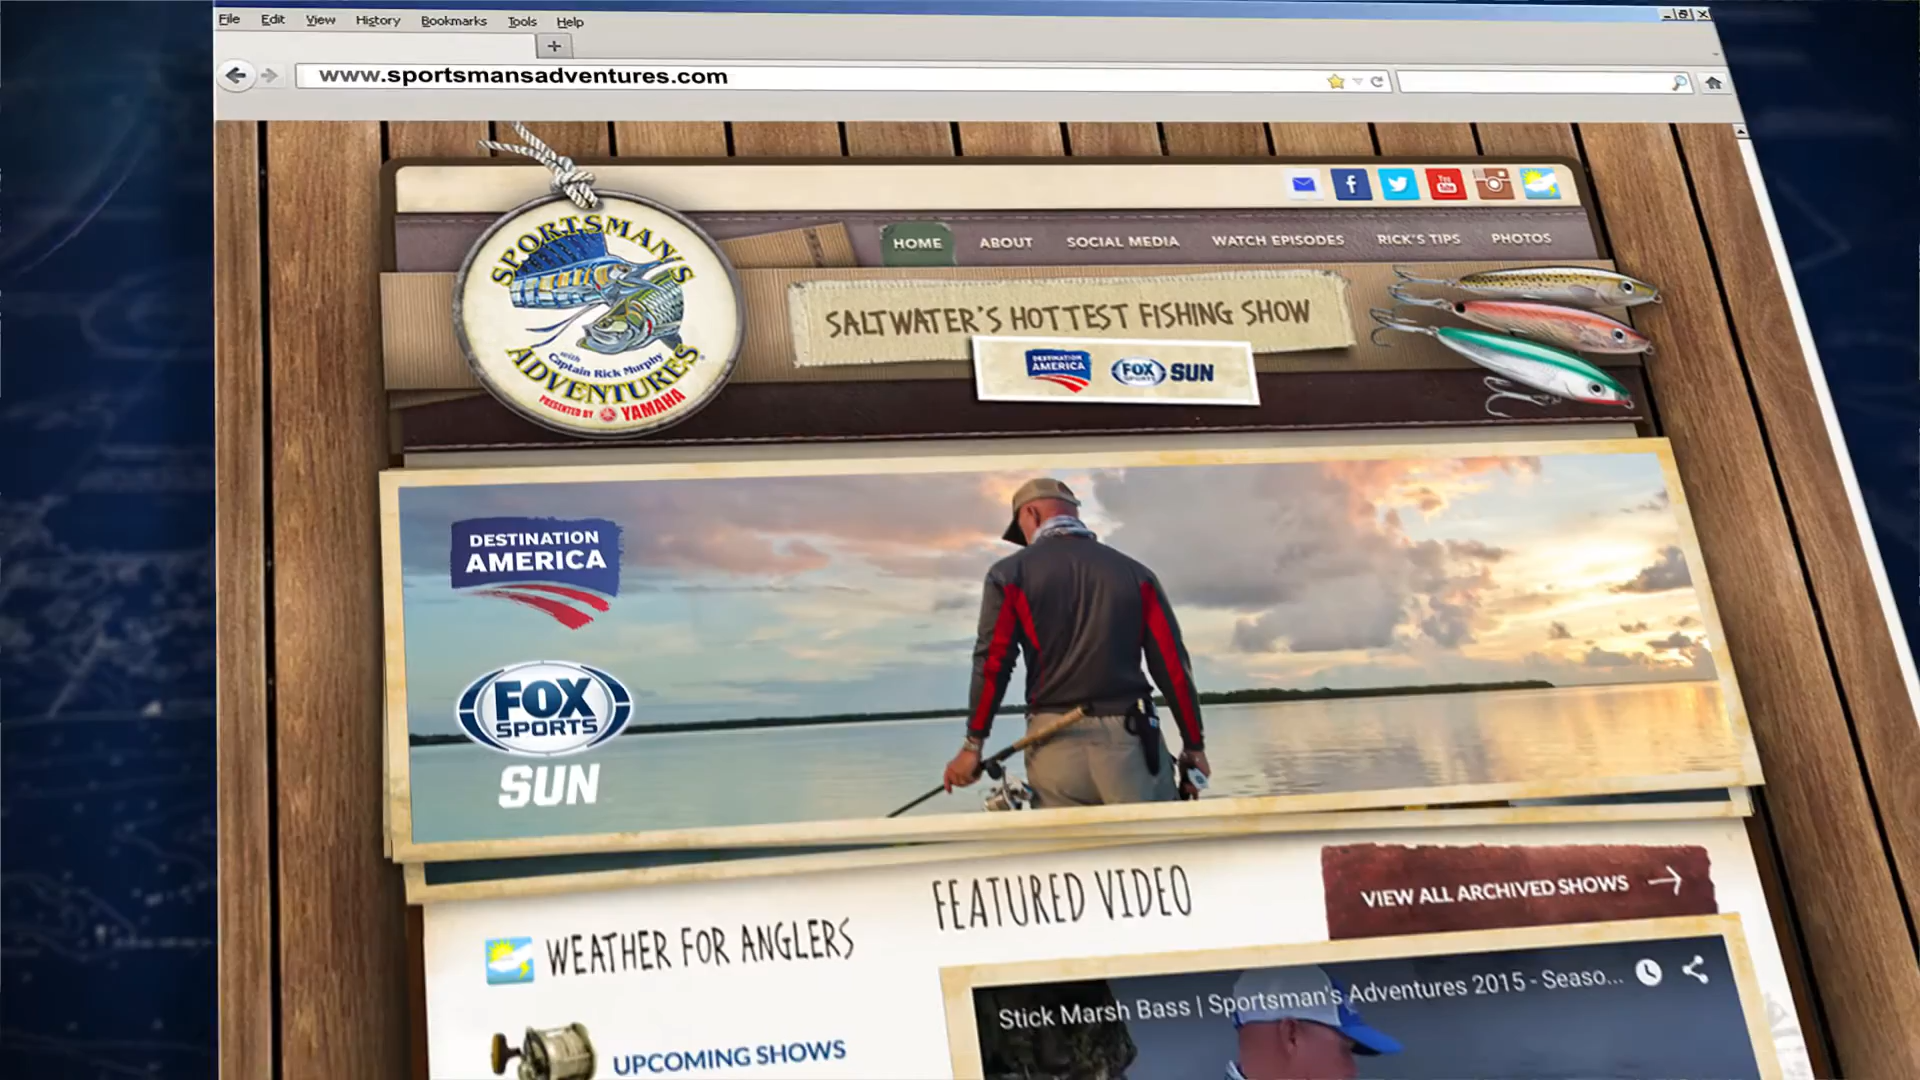 File Edit View History Bookmarks Tools Help
www.sportsmansadventures.com
SPORTSMAN'S
with
Captain Rick Murphy
ADVENTURES
PRESENTED BY YAMAHA
You
Tube
HOME ABOUT SOCIAL MEDIA WATCH EPISODES RICK'S TIPS PHOTOS
SALTWATER'S HOTTEST FISHING SHOW
DESTINATION
AMERICA
FOX
SPORTS
SUN
DESTINATION
AMERICA
FOX
SPORTS
SUN
WEATHER FOR ANGLERS
UPCOMING SHOWS
FEATURED VIDEO
VIEW ALL ARCHIVED SHOWS
Stick Marsh Bass | Sportsman's Adventures 2015 - Seaso...